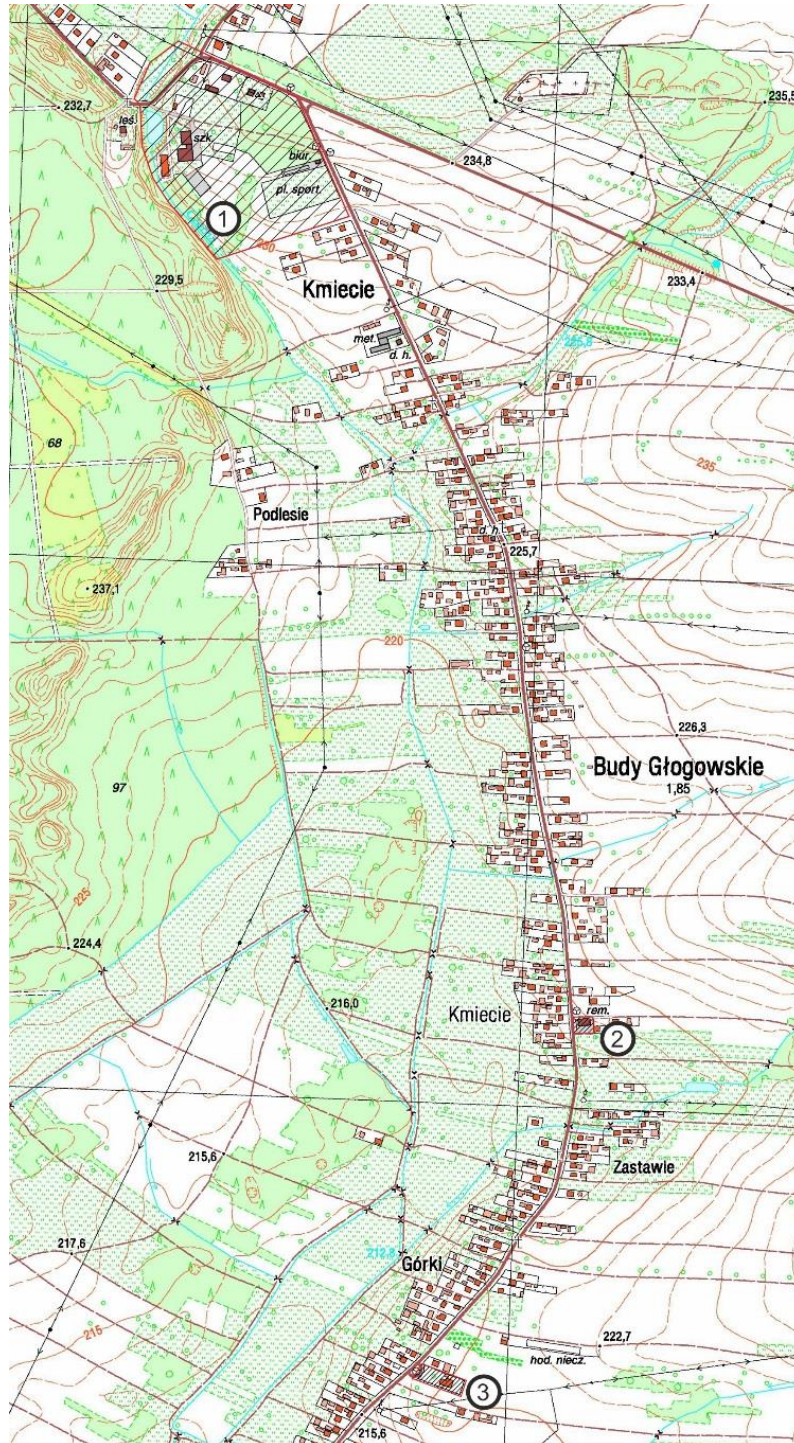 232,7
leś.
szk.
235,5
234,8
biur.
pl. sport.
1
230
233,4
229,5
Kmiecie
met.
d. h.
225,8
68
235
Podlesie
d. h.
225,7
237,1
220
226,3
Budy Głogowskie
1,85
97
225
224,4
216,0
Kmiecie
rem.
2
215,6
Zastawie
217,6
212,8
Górki
215
222,7
hod. niecz.
3
215,6